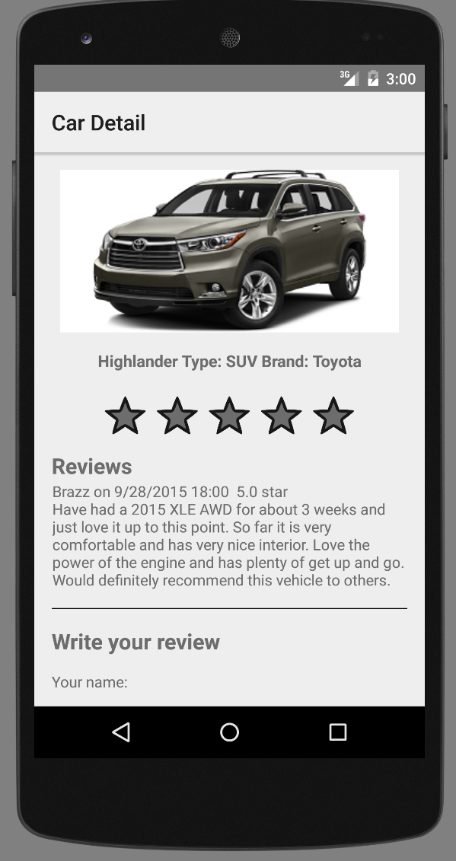 3G 3:00
Car Detail
Highlander Type: SUV Brand: Toyota
Reviews
Brazz on 9/28/2015 18:00  5.0 star
Have had a 2015 XLE AWD for about 3 weeks and
just love it up to this point. So far it is very
comfortable and has very nice interior. Love the
power of the engine and has plenty of get up and go.
Would definitely recommend this vehicle to others.
Write your review
Your name: